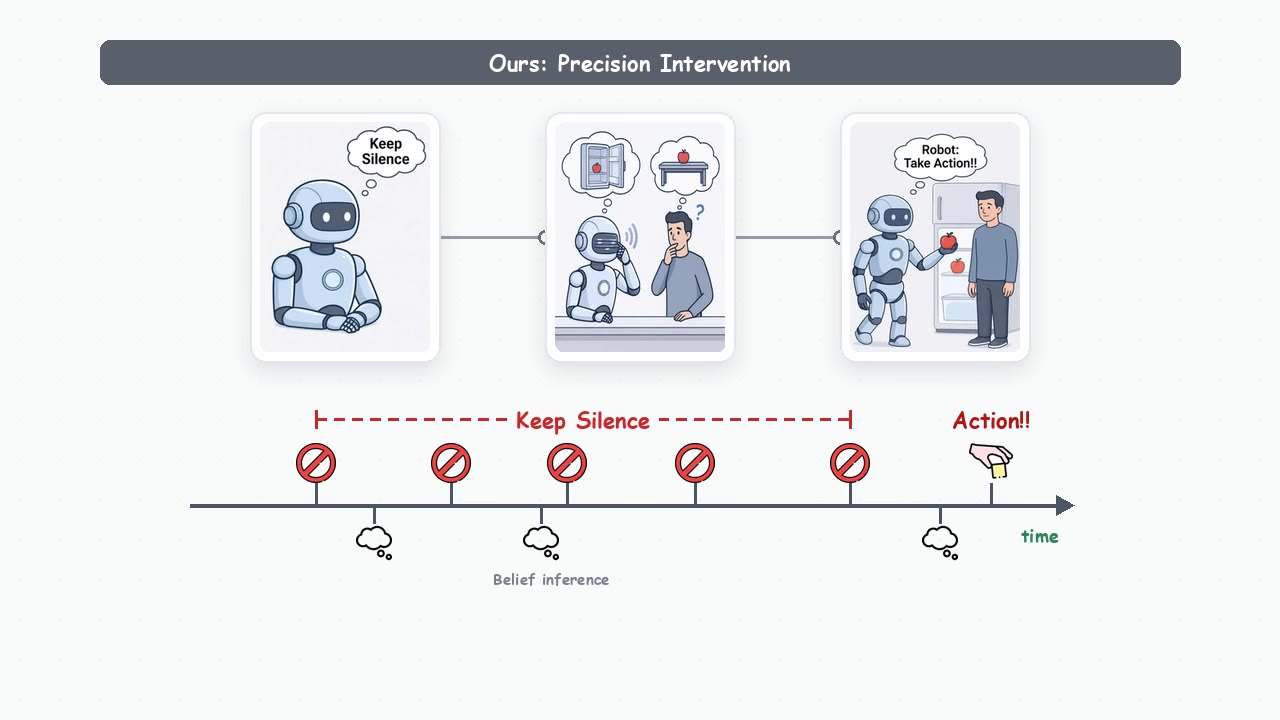 Ours: Precision Intervention
Keep
Silence
?
Robot:
Take Action!!
Keep Silence
Action!!
time
Belief inference